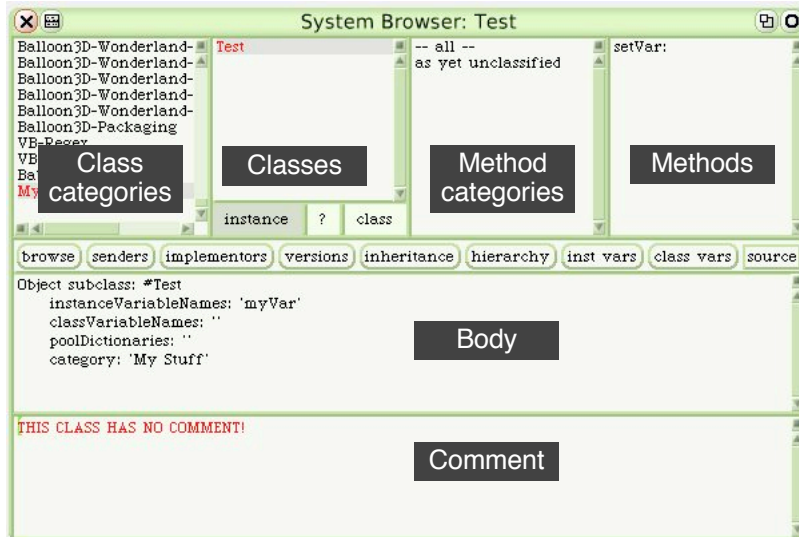 System Browser: Test
Balloon3D-Wonderland-
Balloon3D-Wonderland-
Balloon3D-Wonderland-
Balloon3D-Wonderland-
Balloon3D-Wonderland-
Balloon3D-Packaging
VB-Regex
VB
Ba
My
Class
categories
Test
Classes
instance
?
class
-- all --
as yet unclassified
Method
categories
setVar:
Methods
browse senders implementors versions inheritance hierarchy inst vars class vars source
Object subclass: #Test
instanceVariableNames: 'myVar'
classVariableNames: ''
poolDictionaries: ''
category: 'My Stuff'
Body
THIS CLASS HAS NO COMMENT!
Comment